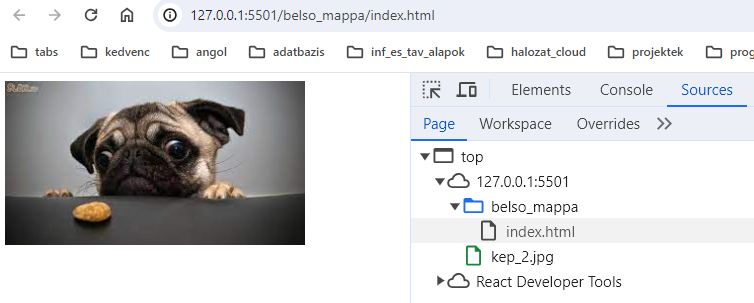 127.0.0.1:5501/belso_mappa/index.html
tabs kedvenc angol adatbazis inf_es_tav_alapok halozat_cloud projektek prog
Elements Console Sources
Page Workspace Overrides
top
127.0.0.1:5501
belso_mappa
index.html
kep_2.jpg
React Developer Tools